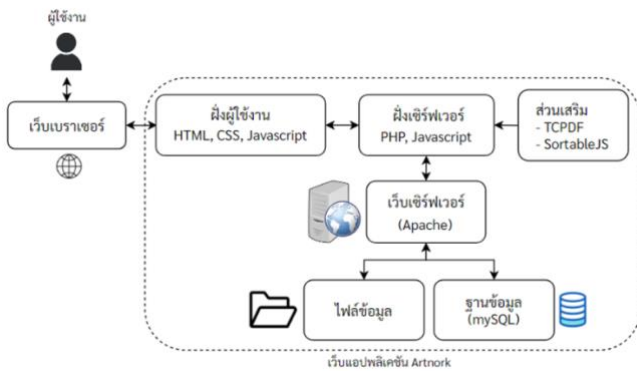 ผู้ใช้งาน
เว็บเบราเซอร์
ฝั่งผู้ใช้งาน
HTML, CSS, Javascript
ฝั่งเซิร์ฟเวอร์
PHP, Javascript
ส่วนเสริม
- TCPDF
- SortableJS
เว็บเซิร์ฟเวอร์
(Apache)
ไฟล์ข้อมูล
ฐานข้อมูล
(mySQL)
เว็บแอปพลิเคชัน Artnork